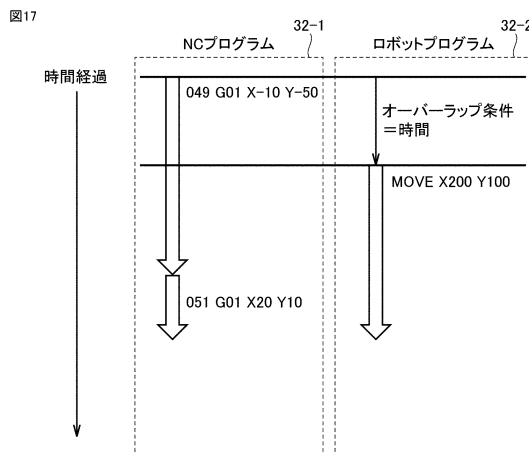 図17
32-1
32-2
NCプログラム
ロボットプログラム
時間経過
049 G01 X-10 Y-50
オーバーラップ条件
=時間
MOVE X200 Y100
051 G01 X20 Y10